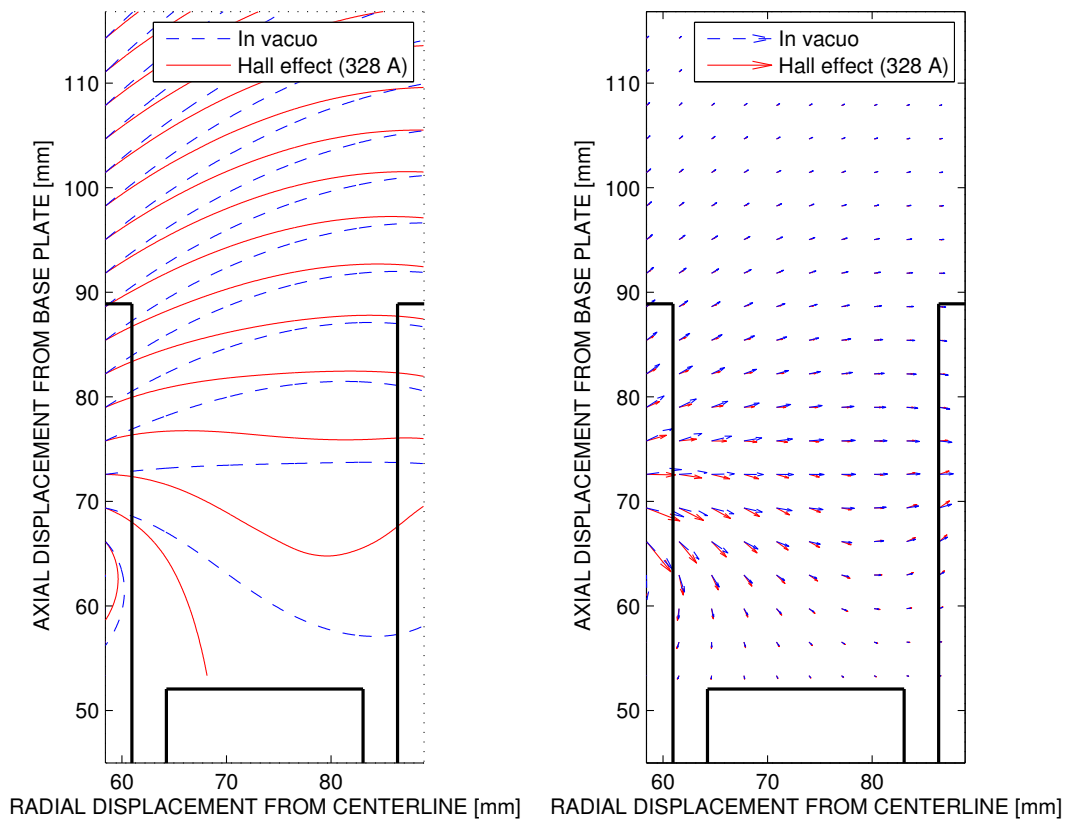 In vacuo
Hall effect (328 A)
110
100
90
80
70
60
50
60
70
80
AXIAL DISPLACEMENT FROM BASE PLATE [mm]
RADIAL DISPLACEMENT FROM CENTERLINE [mm]
In vacuo
Hall effect (328 A)
110
100
90
80
70
60
50
60
70
80
AXIAL DISPLACEMENT FROM BASE PLATE [mm]
RADIAL DISPLACEMENT FROM CENTERLINE [mm]